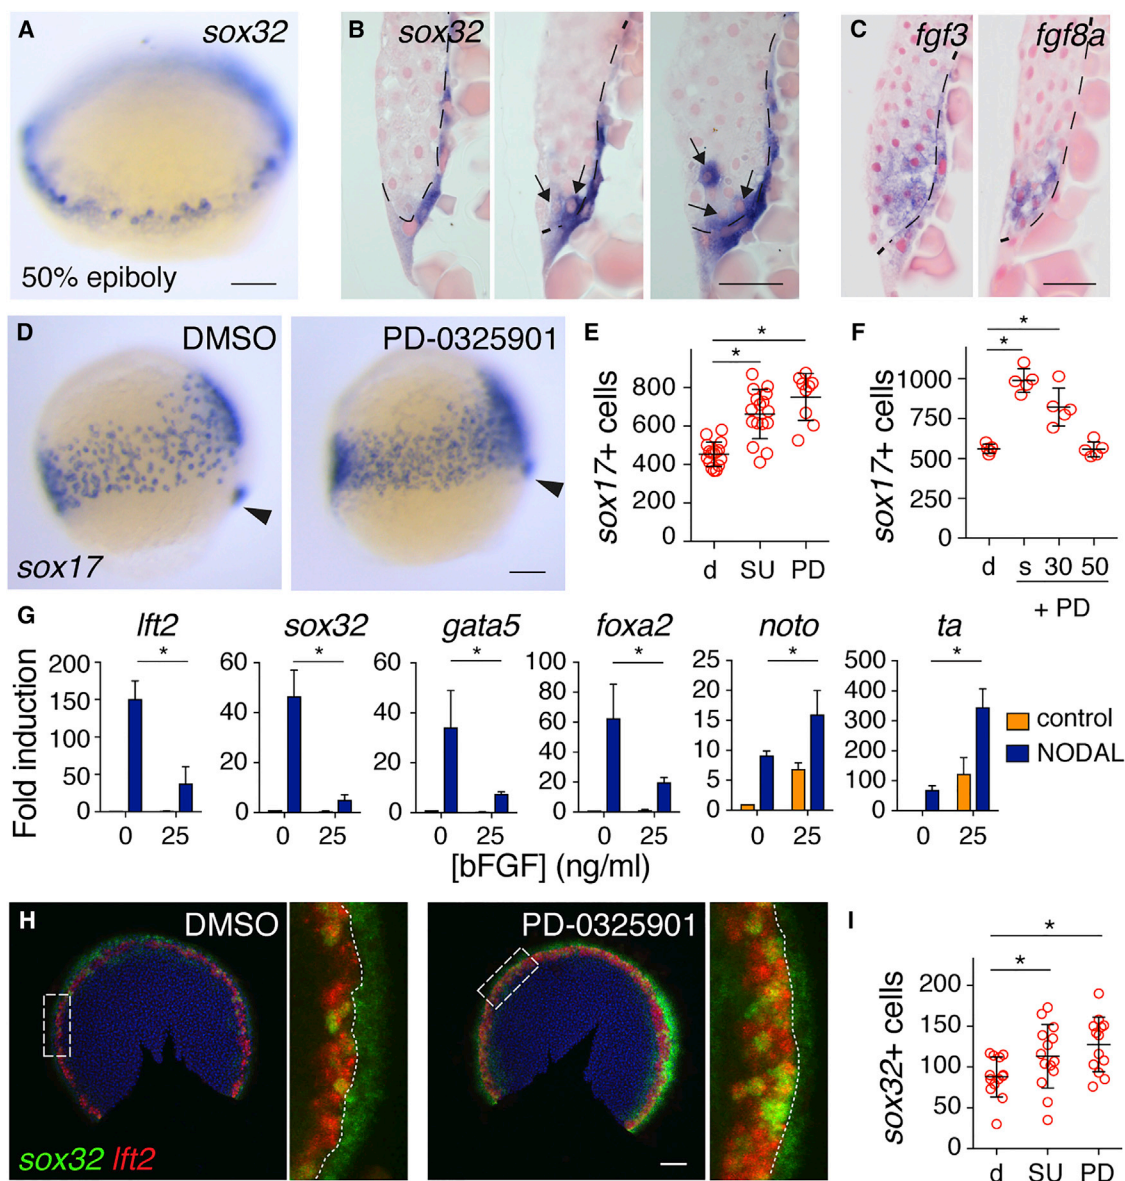 A sox32
50% epiboly
B sox32
C fgf3 fgf8a
D DMSO PD-0325901
sox17
E
sox17+ cells
800
600
400
200
0
d SU PD
* *
F
sox17+ cells
1000
750
500
250
0
d s 30 50
+ PD
* *
G
Fold induction
lft2 sox32 gata5 foxa2 noto ta
200
150
100
50
0
60
40
20
0
60
40
20
0
100
80
60
40
20
0
25
20
15
10
5
0
500
400
300
200
100
0
* * * * * *
0 25 0 25 0 25 0 25 0 25 0 25
[bFGF] (ng/ml)
control
NODAL
H DMSO PD-0325901
sox32 lft2
I
sox32+ cells
200
150
100
50
0
d SU PD
* *